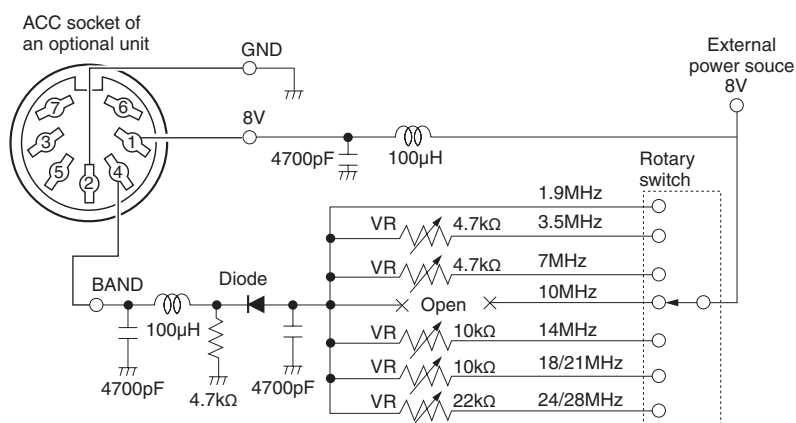 ACC socket of
an optional unit
GND
External
power souce
8V
8V
7
6
3
1
5
4
2
4700pF
100µH
Rotary
switch
1.9MHz
VR
4.7kΩ
3.5MHz
VR
4.7kΩ
7MHz
BAND
Diode
Open
10MHz
100µH
VR
10kΩ
14MHz
4700pF
4.7kΩ
4700pF
VR
10kΩ
18/21MHz
VR
22kΩ
24/28MHz